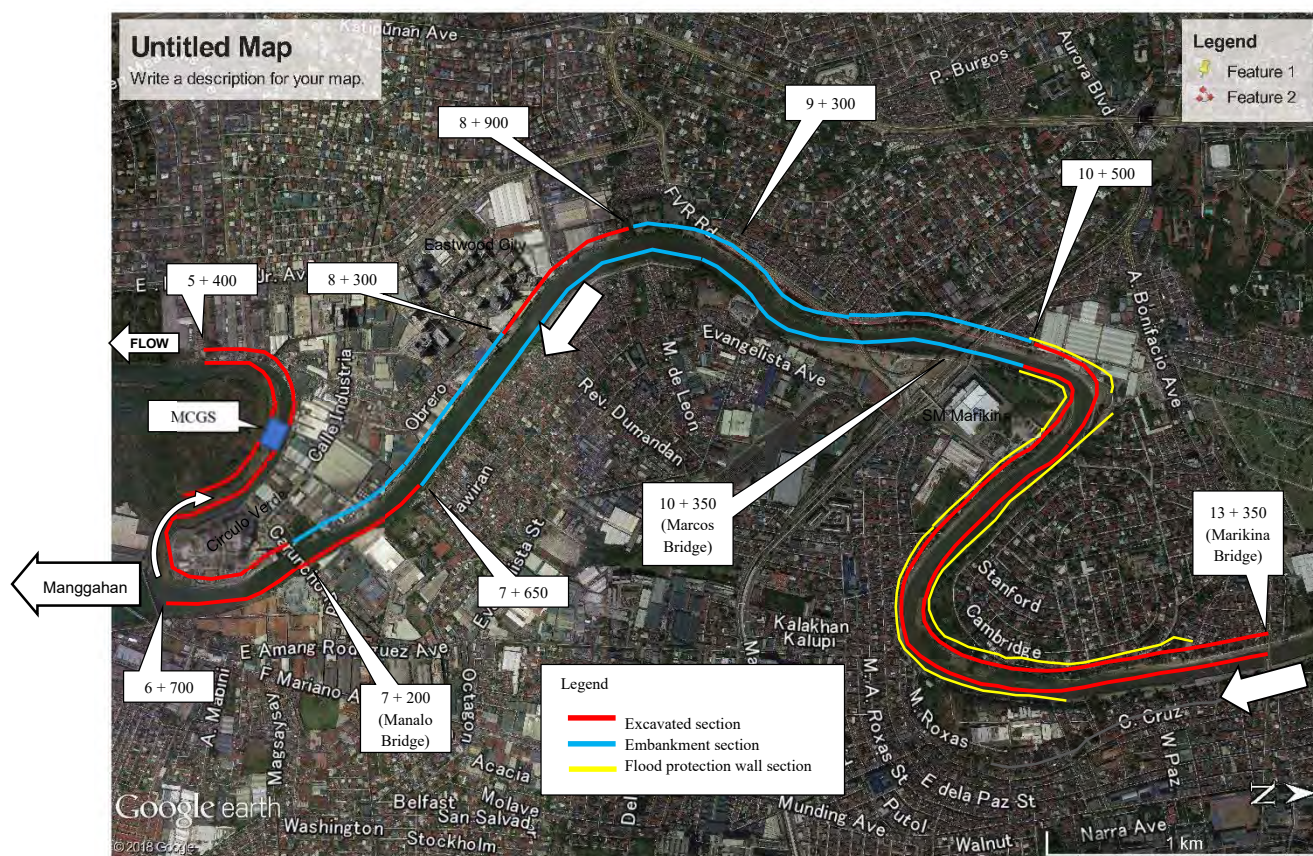 Untitled Map
Write a description for your map.
Legend
Feature 1
Feature 2
Katipunan Ave
P. Burgos
Aurora Blvd
9 + 300
8 + 900
10 + 500
FVR Rd
Eastwood City
A. Bonifacio Ave
5 + 400
Jr. Ave
8 + 300
FLOW
Evangelista Ave
M. de Leon
Rev. Dumandan
SM Marikina
Obrero
Calle Industria
MCGS
Circulo Verde
10 + 350
(Marcos
Bridge)
13 + 350
(Marikina
Bridge)
Manggahan
7 + 650
Stanford
Cambridge
Kalakhan
Kalupi
E Amang Rodriguez Ave
6 + 700
7 + 200
(Manalo
Bridge)
A. Mabini
Magsaysay
Octagon
Legend
Excavated section
Embankment section
Flood protection wall section
M. A. Roxas St
M. Roxas
C. Cruz
W Paz
E dela Paz St
Acacia
Molave
Belfast
San Salvad
Washington
Stockholm
Munding Ave
Putol
Walnut
Narra Ave
N
1 km
Google earth
© 2018 Google